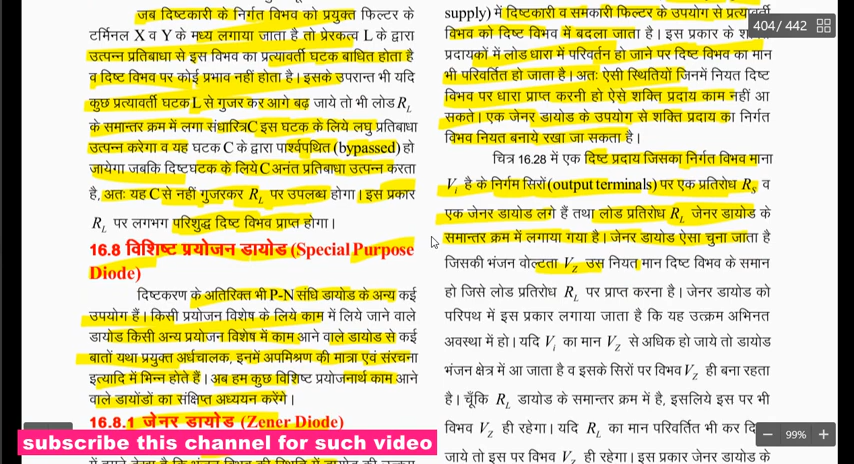 जब दिष्टकारी के निर्गत विभव को प्रयुक्त फिल्टर के
टर्मिनल X व Y के मध्य लगाया जाता है तो प्रेरकत्व L के द्वारा
उत्पन्न प्रतिबाधा से इस विभव का प्रत्यावर्ती घटक बाधित होता है
व दिष्ट विभव पर कोई प्रभाव नहीं होता है। इसके उपरान्त भी यदि
कुछ प्रत्यावर्ती घटक L से गुजर कर आगे बढ़ जाये तो भी लोड R_L
के समान्तर क्रम में लगा संधारित्र C इस घटक के लिये लघु प्रतिबाधा
उत्पन्न करेगा व यह घटक C के द्वारा पार्श्वपथित (bypassed) हो
जायेगा जबकि दिष्टघटक के लिये C अनंत प्रतिबाधा उत्पन्न करता
है, अतः यह C से नहीं गुजरकर R_L पर उपलब्ध होगा। इस प्रकार
R_L पर लगभग परिशुद्ध दिष्ट विभव प्राप्त होगा।
16.8 विशिष्ट प्रयोजन डायोड (Special Purpose
Diode)
दिष्टकरण के अतिरिक्त भी P-N संधि डायोड के अन्य कई
उपयोग हैं। किसी प्रयोजन विशेष के लिये काम में लिये जाने वाले
डायोड किसी अन्य प्रयोजन विशेष में काम आने वाले डायोड से कई
बातों यथा प्रयुक्त अर्धचालक, इनमें अपमिश्रण की मात्रा एवं संरचना
इत्यादि में भिन्न होते हैं। अब हम कुछ विशिष्ट प्रयोजनार्थ काम आने
वाले डायोडों का संक्षिप्त अध्ययन करेंगे।
16.8.1 जेनर डायोड (Zener Diode)
subscribe this channel for such video
supply) में दिष्टकारी व समकारी फिल्टर के उपयोग से प्रत्यावर्ती
विभव को दिष्ट विभव में बदला जाता है। इस प्रकार के
प्रदायकों में लोड धारा में परिवर्तन हो जाने पर दिष्ट विभव का मान
भी परिवर्तित हो जाता है। अतः ऐसी स्थितियों जिनमें नियत दिष्ट
विभव पर धारा प्राप्त करनी हो ऐसे शक्ति प्रदाय काम नहीं आ
सकते। एक जेनर डायोड के उपयोग से शक्ति प्रदाय का निर्गत
विभव नियत बनाये रखा जा सकता है।
चित्र 16.28 में एक दिष्ट प्रदाय जिसका निर्गत विभव माना
V_i है के निर्गम सिरों (output terminals) पर एक प्रतिरोध R_S व
एक जेनर डायोड लगे हैं तथा लोड प्रतिरोध R_L जेनर डायोड के
समान्तर क्रम में लगाया गया है। जेनर डायोड ऐसा चुना जाता है
जिसकी भंजन वोल्टता V_Z उस नियत मान दिष्ट विभव के समान
हो जिसे लोड प्रतिरोध R_L पर प्राप्त करना है। जेनर डायोड को
परिपथ में इस प्रकार लगाया जाता है कि यह उत्क्रम अभिनत
अवस्था में हो। यदि V_i का मान V_Z से अधिक हो जाये तो डायोड
भंजन क्षेत्र में आ जाता है व इसके सिरों पर विभव V_Z ही बना रहता
है। चूँकि R_L डायोड के समान्तर क्रम में है, इसलिये इस पर भी
विभव V_Z ही रहेगा। यदि R_L का मान परिवर्तित भी कर
जाये तो इस पर विभव V_Z ही रहेगा। इस प्रकार जेनर डायोड के
404 / 442
99%